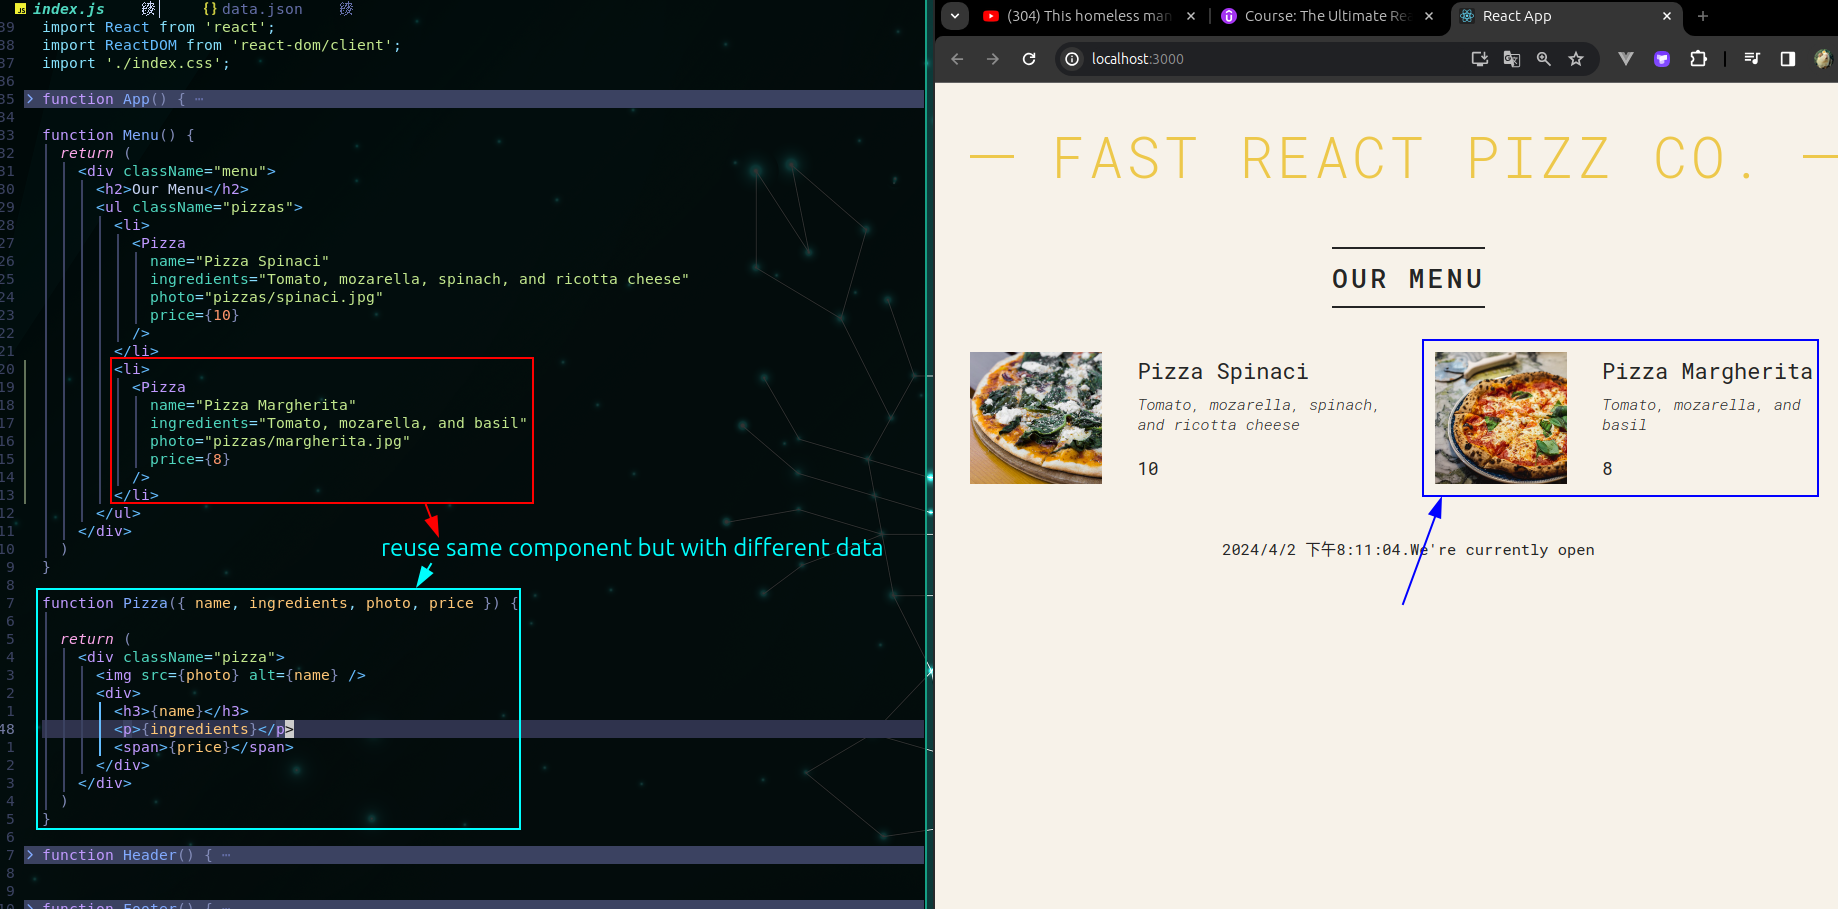 index.js
data.json
39 import React from 'react';
38 import ReactDOM from 'react-dom/client';
37 import './index.css';
36
35 > function App() { ⋯
34
33 function Menu() {
32 return (
31 <div className="menu">
30 <h2>Our Menu</h2>
29 <ul className="pizzas">
28 <li>
27 <Pizza
26 name="Pizza Spinaci"
25 ingredients="Tomato, mozarella, spinach, and ricotta cheese"
24 photo="pizzas/spinaci.jpg"
23 price={10}
22 />
21 </li>
20 <li>
19 <Pizza
18 name="Pizza Margherita"
17 ingredients="Tomato, mozarella, and basil"
16 photo="pizzas/margherita.jpg"
15 price={8}
14 />
13 </li>
12 </ul>
11 </div>
10 )
9 }
8
7 function Pizza({ name, ingredients, photo, price }) {
6
5 return (
4 <div className="pizza">
3 <img src={photo} alt={name} />
2 <div>
1 <h3>{name}</h3>
48 <p>{ingredients}</p>
1 <span>{price}</span>
2 </div>
3 </div>
4 )
5 }
6
7 > function Header() { ⋯
8
9
10 > function Footer() { ⋯
reuse same component but with different data
(304) This homeless man
Course: The Ultimate Re
React App
localhost:3000
FAST REACT PIZZ CO.
OUR MENU
Pizza Spinaci
Tomato, mozarella, spinach,
and ricotta cheese
10
Pizza Margherita
Tomato, mozarella, and
basil
8
2024/4/2 下午8:11:04.We're currently open